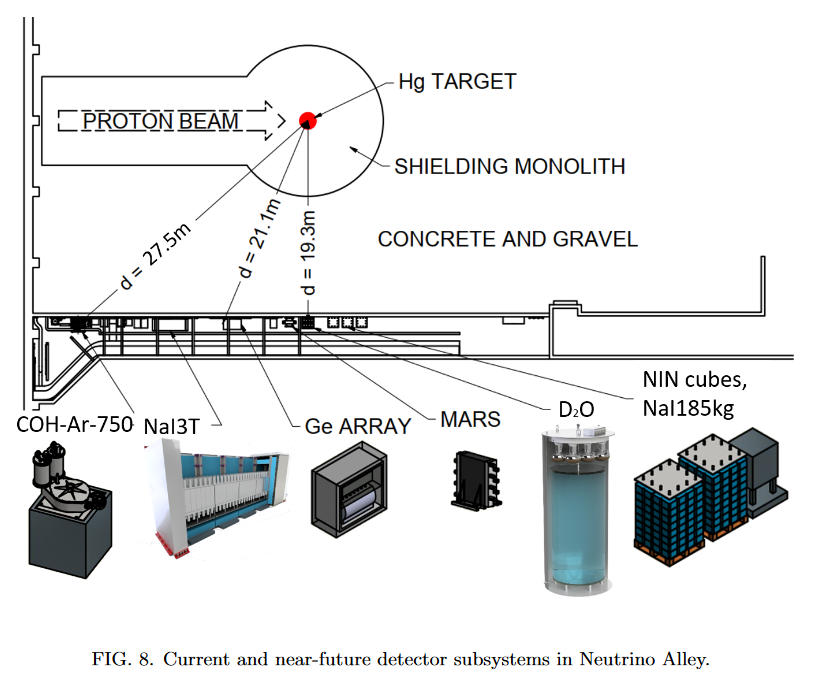 Hg TARGET
PROTON BEAM
SHIELDING MONOLITH
d = 27.5m
d = 21.1m
d = 19.3m
CONCRETE AND GRAVEL
NIN cubes,
NaI185kg
D₂O
COH-Ar-750
NaI3T
Ge ARRAY
MARS
FIG. 8. Current and near-future detector subsystems in Neutrino Alley.